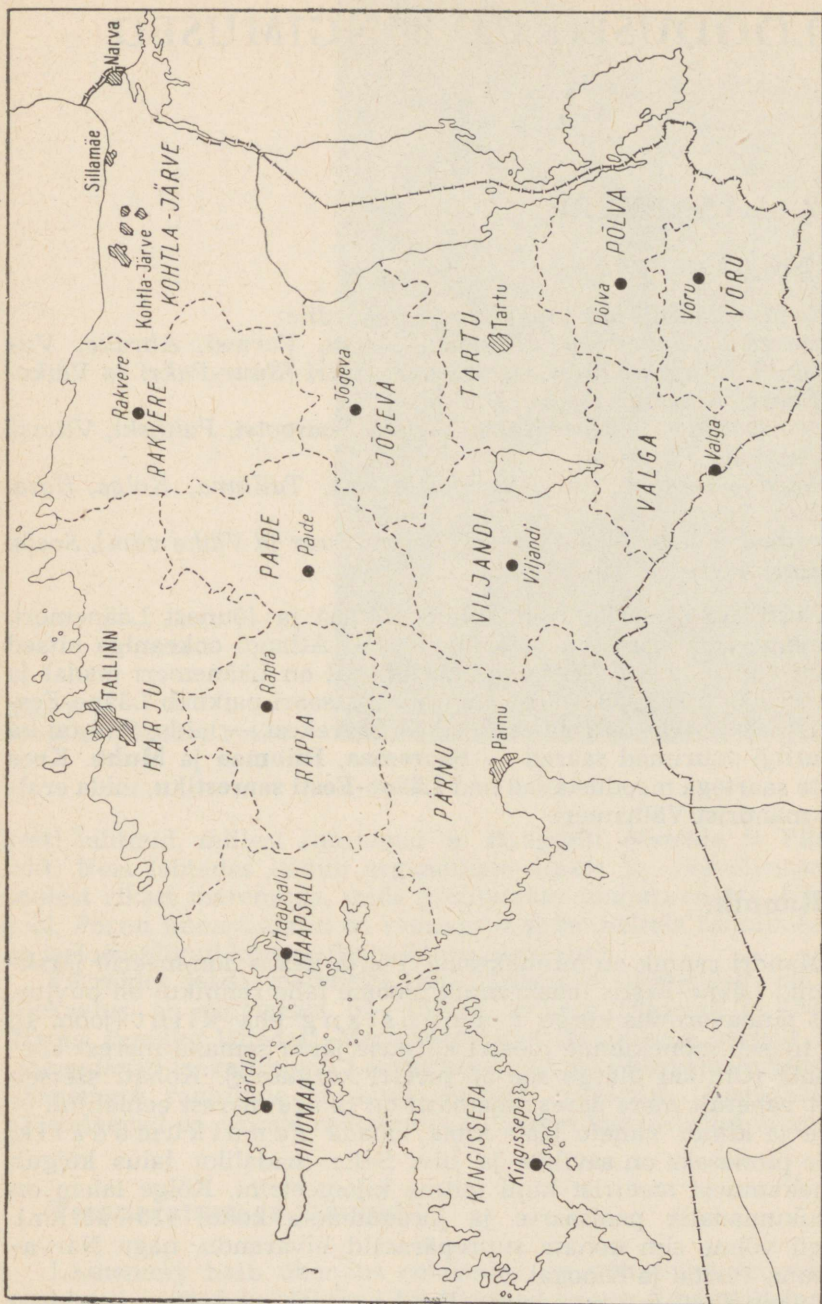 TALLINN
Narva
Sillamäe
HARJU
Rakvere
RAKVERE
Kohtla-Järve
KOHTLA-JÄRVE
Kärdla
HIIUMAA
Haapsalu
HAAPSALU
Rapla
RAPLA
PAIDE
Paide
Jõgeva
JÕGEVA
KINGISSEPA
Kingissepa
PÄRNU
Pärnu
VILJANDI
Viljandi
TARTU
Tartu
Põlva
PÕLVA
VALGA
Valga
Võru
VÕRU